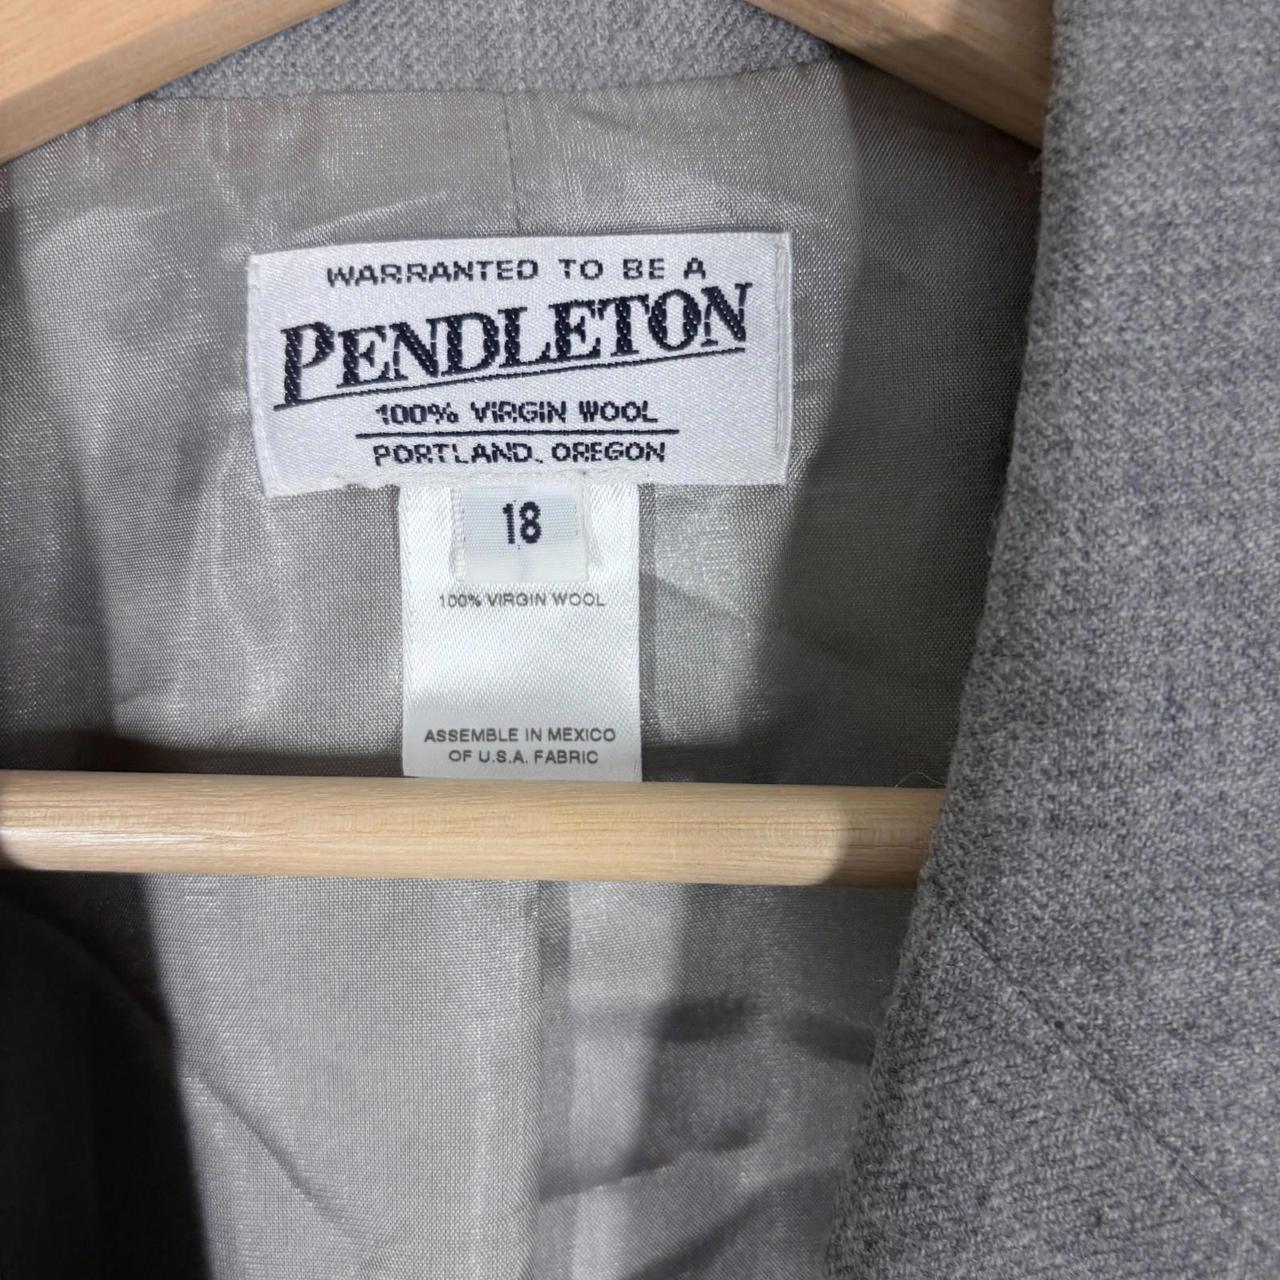 WARRANTED TO BE A
PENDLETON
100% VIRGIN WOOL
PORTLAND, OREGON
18
100% VIRGIN WOOL
ASSEMBLE IN MEXICO
OF U.S.A. FABRIC